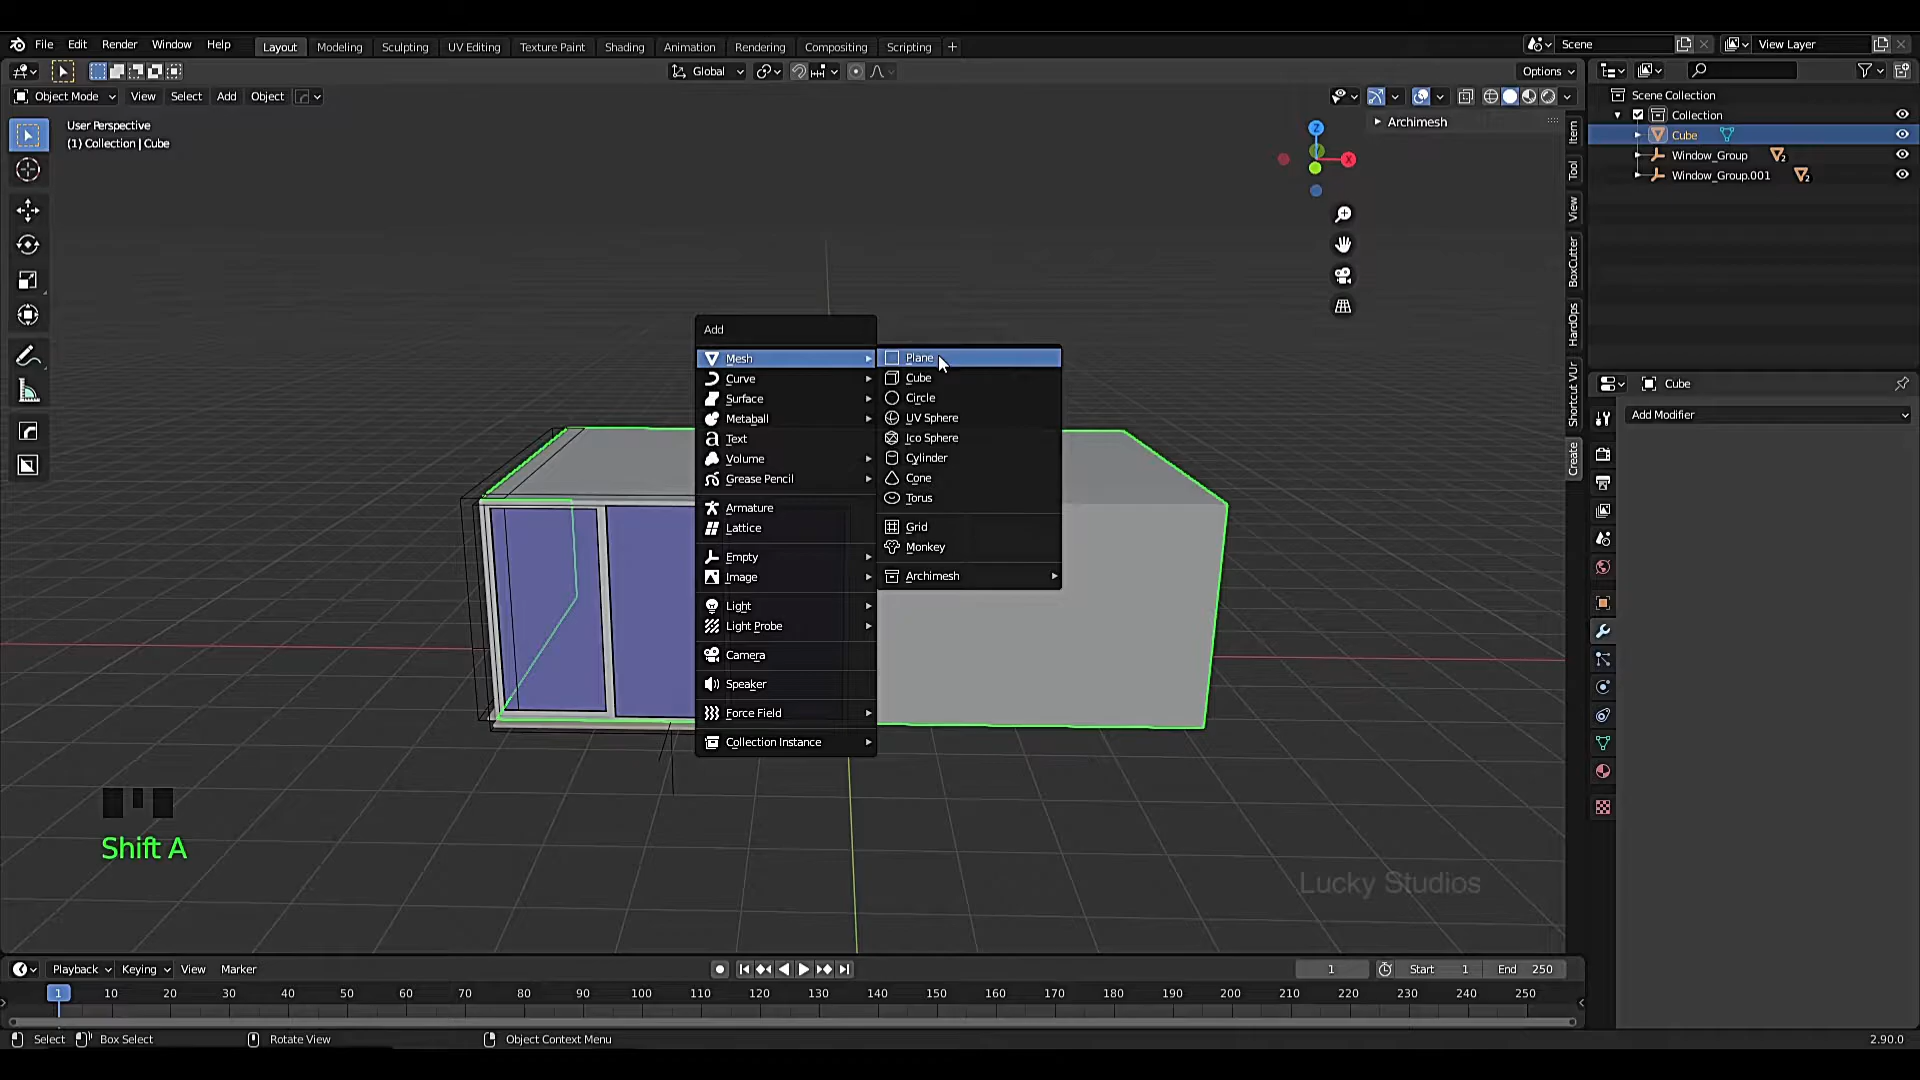 File Edit Render Window Help Layout Modeling Sculpting UV Editing Texture Paint Shading Animation Rendering Compositing Scripting + Scene View Layer
Global Options
Object Mode View Select Add Object
User Perspective
(1) Collection | Cube
Z
X
Archimesh
Item
Tool
View
BoxCutter
HardOps
Shortcut VUr
Create
Scene Collection
Collection
Cube
Window_Group 2
Window_Group.001 2
Cube
Add Modifier
Add
Mesh
Curve
Surface
Metaball
Text
Volume
Grease Pencil
Armature
Lattice
Empty
Image
Light
Light Probe
Camera
Speaker
Force Field
Collection Instance
Plane
Cube
Circle
UV Sphere
Ico Sphere
Cylinder
Cone
Torus
Grid
Monkey
Archimesh
Shift A
Lucky Studios
Playback Keying View Marker 1 Start 1 End 250
1 10 20 30 40 50 60 70 80 90 100 110 120 130 140 150 160 170 180 190 200 210 220 230 240 250
Select Box Select Rotate View Object Context Menu 2.90.0